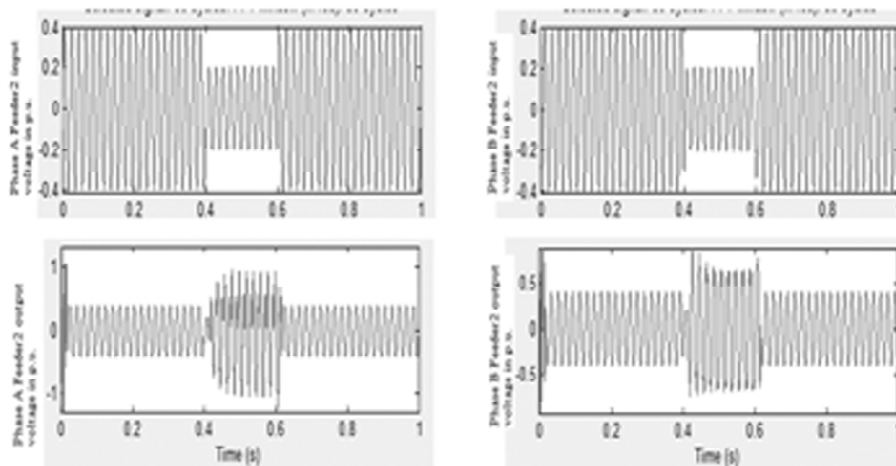 Phase A Feeder2 input
voltage in p.u.
0.4
0.2
0
-0.2
-0.4
0 0.2 0.4 0.6 0.8 1
Phase B Feeder2 input
voltage in p.u.
0.4
0.2
0
-0.2
-0.4
0 0.2 0.4 0.6 0.8 1
Phase A Feeder2 output
voltage in p.u.
1
0
-1
0 0.2 0.4 0.6 0.8 1
Time (s)
Phase B Feeder2 output
voltage in p.u.
0.5
0
-0.5
0 0.2 0.4 0.6 0.8 1
Time (s)